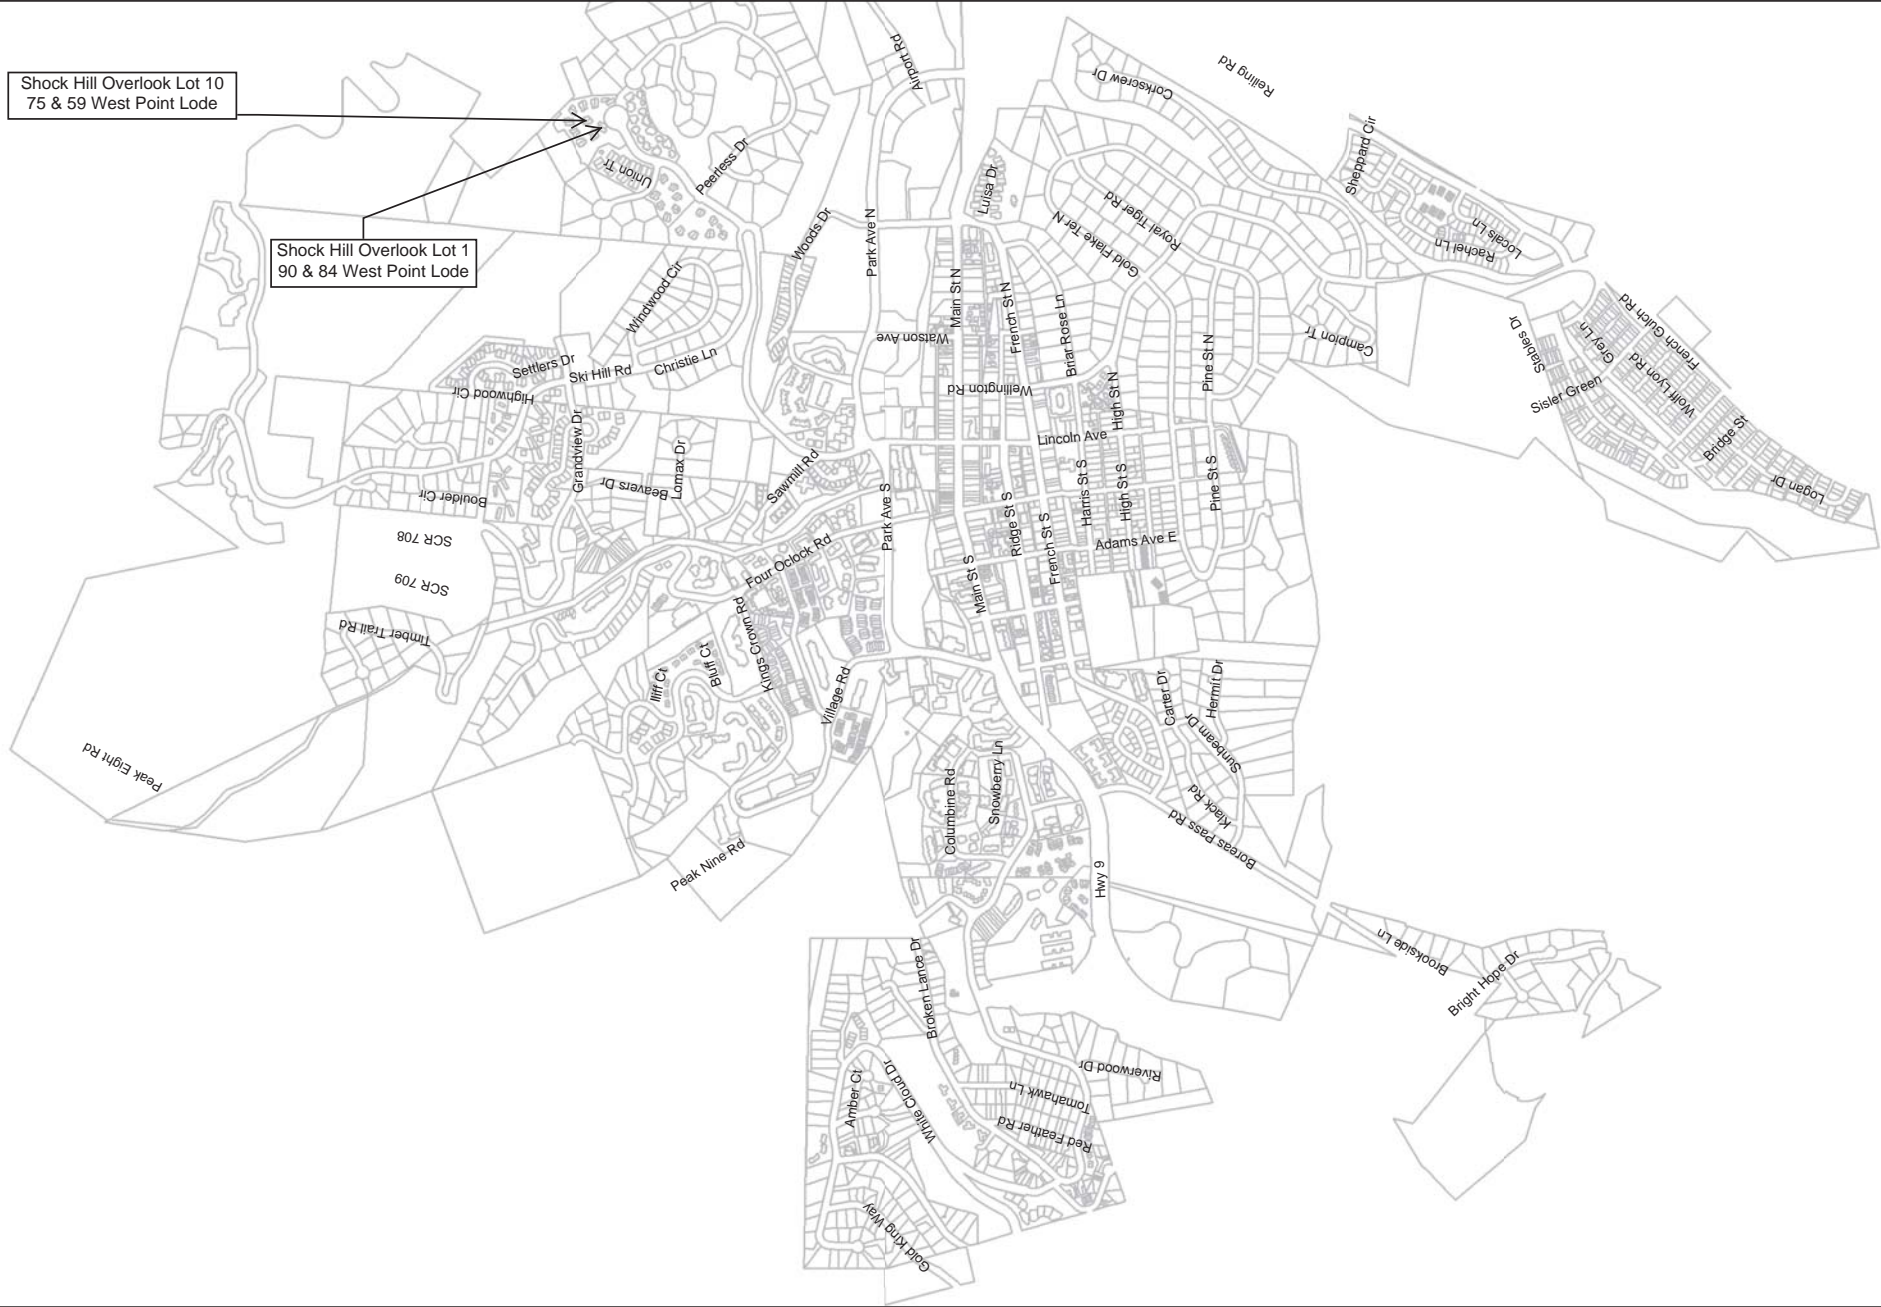 Shock Hill Overlook Lot 10
75 & 59 West Point Lode
Shock Hill Overlook Lot 1
90 & 84 West Point Lode
Airport Rd
Corkscrew Dr
Reiling Rd
Sheppard Cir
Union Tr
Peerless Dr
Luisa Dr
Royal Tiger Rd
Gold Flake Ter N
Locals Ln
Rachel Ln
Woods Dr
Park Ave N
Windwood Cir
Main St N
French St N
Briar Rose Ln
Watson Ave
Pine St N
Campion Tr
Stables Dr
Grey Ln
French Gulch Rd
Wolff Lyon Rd
Sisler Green
Bridge St
Logan Dr
Settlers Dr
Ski Hill Rd
Christie Ln
Highwood Cir
Wellington Rd
High St N
Lincoln Ave
Grandview Dr
Lomax Dr
Beavers Dr
Boulder Cir
Sawmill Rd
Park Ave S
Harris St S
High St S
Pine St S
Ridge St S
French St S
Adams Ave E
SCR 708
SCR 709
Four Oclock Rd
Main St S
Timber Trail Rd
Kings Crown Rd
Bluff Ct
Iliff Ct
Village Rd
Carter Dr
Hermit Dr
Sunbeam Dr
Peak Eight Rd
Columbine Rd
Snowberry Ln
Klack Rd
Boreas Pass Rd
Peak Nine Rd
Hwy 9
Broken Lance Dr
Brookside Ln
Bright Hope Dr
Amber Ct
White Cloud Dr
Riverwood Dr
Tomahawk Ln
Red Feather Rd
Gold King Way